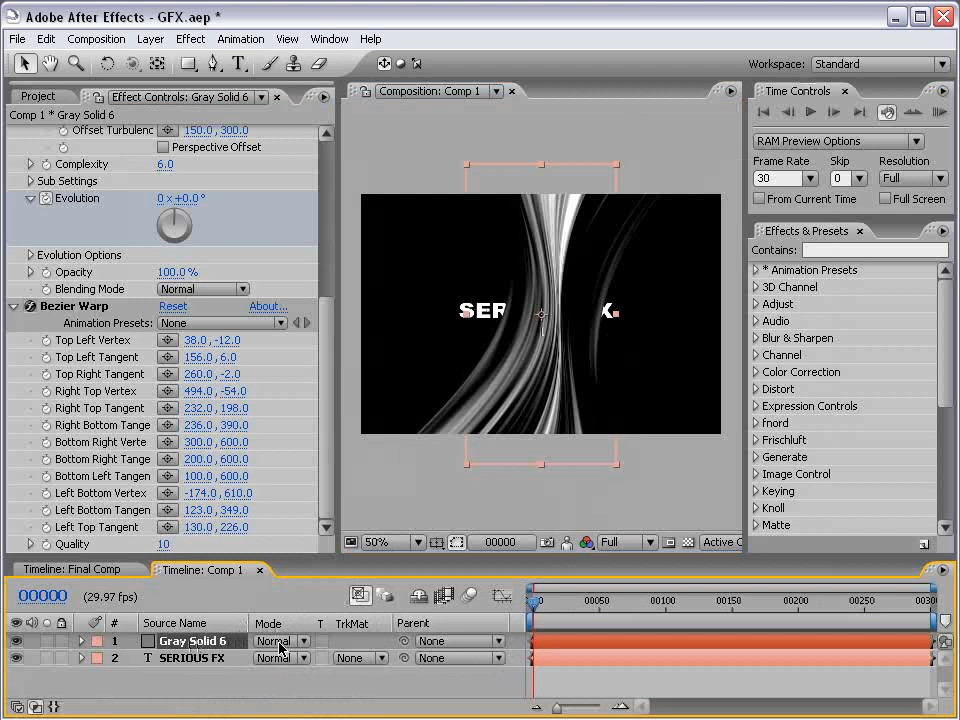 Adobe After Effects - GFX.aep *
File Edit Composition Layer Effect Animation View Window Help
T
Workspace: Standard
Project Effect Controls: Gray Solid 6
Comp 1 * Gray Solid 6
Offset Turbulenc 150.0, 300.0
Perspective Offset
Complexity 6.0
Sub Settings
Evolution 0 x+0.0°
Evolution Options
Opacity 100.0 %
Blending Mode Normal
Bezier Warp Reset About...
Animation Presets: None
Top Left Vertex 38.0, -12.0
Top Left Tangent 156.0, 6.0
Top Right Tangent 260.0, -2.0
Right Top Vertex 494.0, -54.0
Right Top Tangent 232.0, 198.0
Right Bottom Tange 236.0, 390.0
Bottom Right Verte 300.0, 600.0
Bottom Right Tange 200.0, 600.0
Bottom Left Tangen 100.0, 600.0
Left Bottom Vertex -174.0, 610.0
Left Bottom Tangen 123.0, 349.0
Left Top Tangent 130.0, 226.0
Quality 10
Composition: Comp 1
SER X
50% 00000 Full Active C
Time Controls
RAM Preview Options
Frame Rate Skip Resolution
30 0 Full
From Current Time Full Screen
Effects & Presets
Contains:
* Animation Presets
3D Channel
Adjust
Audio
Blur & Sharpen
Channel
Color Correction
Distort
Expression Controls
fnord
Frischluft
Generate
Image Control
Keying
Knoll
Matte
Timeline: Final Comp Timeline: Comp 1
00000 (29.97 fps)
0 00050 00100 00150 00200 00250 0030
# Source Name Mode T TrkMat Parent
1 Gray Solid 6 Normal None
2 T SERIOUS FX Normal None None